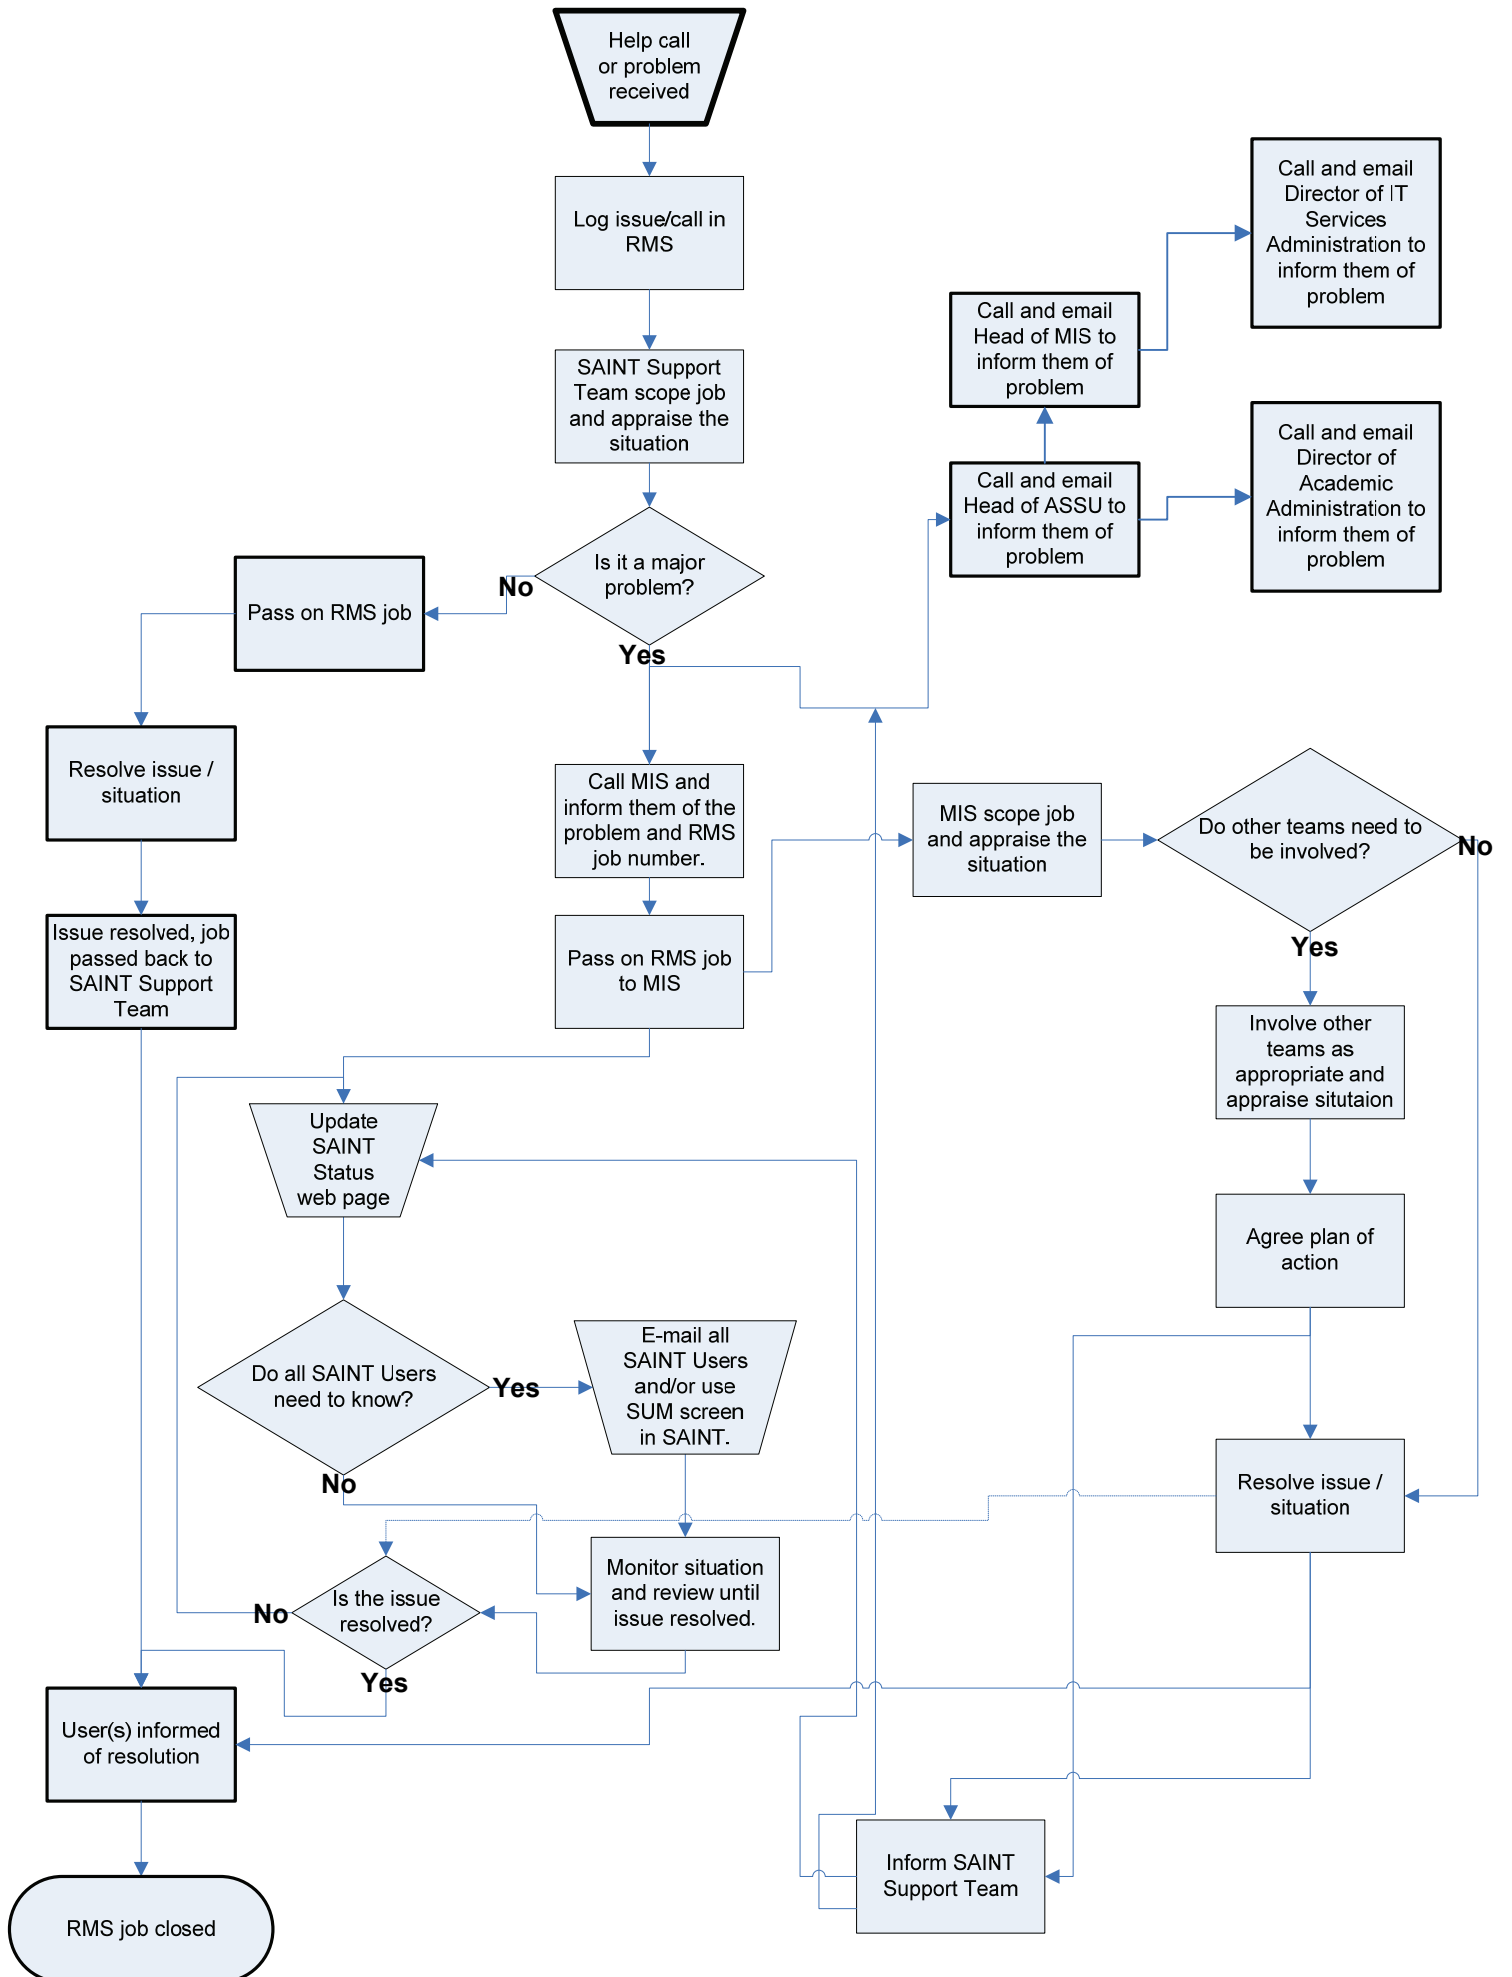 Help call
or problem
received
Log issue/call in
RMS
SAINT Support
Team scope job
and appraise the
situation
Is it a major
problem?
No
Yes
Pass on RMS job
Resolve issue /
situation
Issue resolved, job
passed back to
SAINT Support
Team
Call and email
Director of IT
Services
Administration to
inform them of
problem
Call and email
Head of MIS to
inform them of
problem
Call and email
Head of ASSU to
inform them of
problem
Call and email
Director of
Academic
Administration to
inform them of
problem
Call MIS and
inform them of the
problem and RMS
job number.
Pass on RMS job
to MIS
MIS scope job
and appraise the
situation
Do other teams need to
be involved?
No
Yes
Involve other
teams as
appropriate and
appraise situtaion
Agree plan of
action
Resolve issue /
situation
Update
SAINT
Status
web page
Do all SAINT Users
need to know?
Yes
No
E-mail all
SAINT Users
and/or use
SUM screen
in SAINT.
Monitor situation
and review until
issue resolved.
Is the issue
resolved?
No
Yes
User(s) informed
of resolution
Inform SAINT
Support Team
RMS job closed